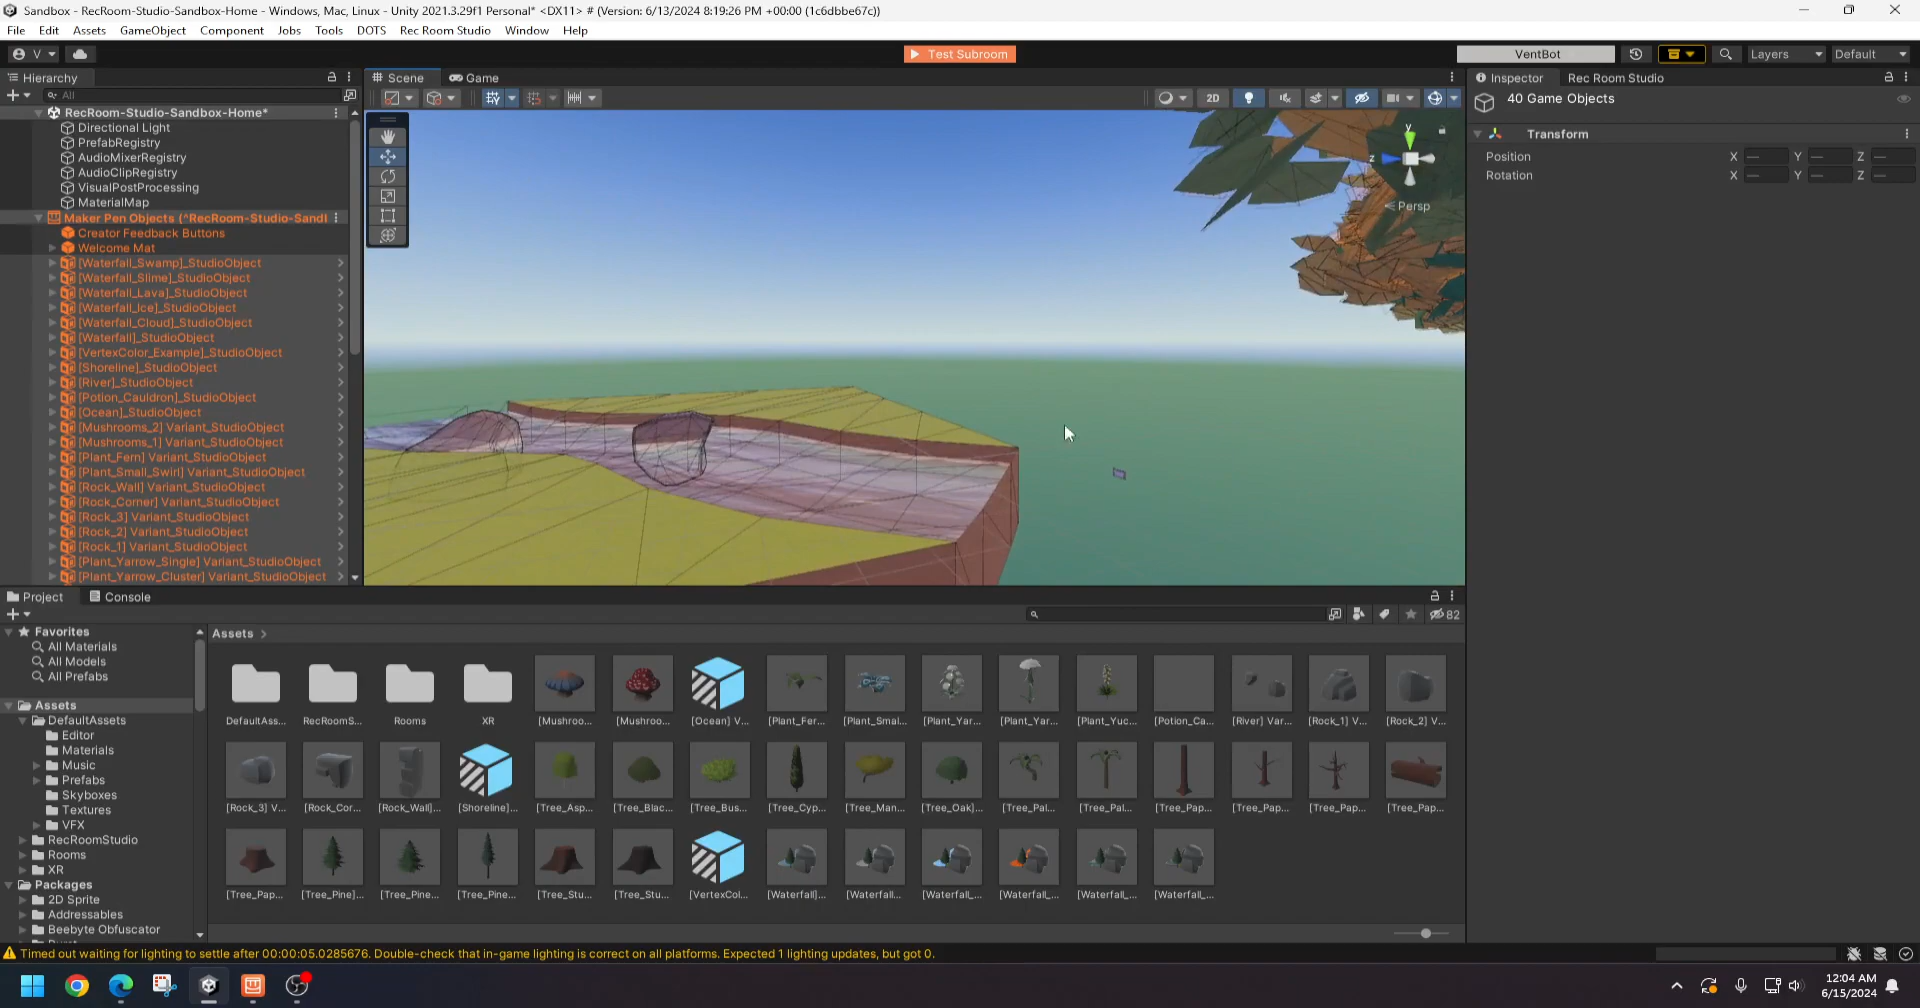 Sandbox - RecRoom-Studio-Sandbox-Home - Windows, Mac, Linux - Unity 2021.3.29f1 Personal* <DX11> # (Version: 6/13/2024 8:19:26 PM +00:00 (1c6dbbe67c))
File Edit Assets GameObject Component Jobs Tools DOTS Rec Room Studio Window Help
V Test Subroom VentBot Layers Default
Hierarchy
All
RecRoom-Studio-Sandbox-Home*
Directional Light
PrefabRegistry
AudioMixerRegistry
AudioClipRegistry
VisualPostProcessing
MaterialMap
Maker Pen Objects (^RecRoom-Studio-Sandl
Creator Feedback Buttons
Welcome Mat
[Waterfall_Swamp]_StudioObject
[Waterfall_Slime]_StudioObject
[Waterfall_Lava]_StudioObject
[Waterfall_Ice]_StudioObject
[Waterfall_Cloud]_StudioObject
[Waterfall]_StudioObject
[VertexColor_Example]_StudioObject
[Shoreline]_StudioObject
[River]_StudioObject
[Potion_Cauldron]_StudioObject
[Ocean]_StudioObject
[Mushrooms_2] Variant_StudioObject
[Mushrooms_1] Variant_StudioObject
[Plant_Fern] Variant_StudioObject
[Plant_Small_Swirl] Variant_StudioObject
[Rock_Wall] Variant_StudioObject
[Rock_Corner] Variant_StudioObject
[Rock_3] Variant_StudioObject
[Rock_2] Variant_StudioObject
[Rock_1] Variant_StudioObject
[Plant_Yarrow_Single] Variant_StudioObject
[Plant_Yarrow_Cluster] Variant_StudioObject
Scene Game
2D
y
z
Persp
Inspector Rec Room Studio
40 Game Objects
Transform
Position X — Y — Z —
Rotation X — Y — Z —
Project Console
82
Favorites
All Materials
All Models
All Prefabs
Assets
DefaultAssets
Editor
Materials
Music
Prefabs
Skyboxes
Textures
VFX
RecRoomStudio
Rooms
XR
Packages
2D Sprite
Addressables
Beebyte Obfuscator
Assets >
DefaultAss... RecRoomS... Rooms XR [Mushroo... [Mushroo... [Ocean] V... [Plant_Fer... [Plant_Smal... [Plant_Yar... [Plant_Yar... [Plant_Yuc... [Potion_Ca... [River] Var... [Rock_1] V... [Rock_2] V...
[Rock_3] V... [Rock_Cor... [Rock_Wall]... [Shoreline]... [Tree_Asp... [Tree_Blac... [Tree_Bus... [Tree_Cyp... [Tree_Man... [Tree_Oak]... [Tree_Pal... [Tree_Pal... [Tree_Pap... [Tree_Pap... [Tree_Pap... [Tree_Pap...
[Tree_Pap... [Tree_Pine]... [Tree_Pine... [Tree_Pine... [Tree_Stu... [Tree_Stu... [VertexCol... [Waterfall]... [Waterfall... [Waterfall_... [Waterfall_... [Waterfall_... [Waterfall_...
Timed out waiting for lighting to settle after 00:00:05.0285676. Double-check that in-game lighting is correct on all platforms. Expected 1 lighting updates, but got 0.
12:04 AM
6/15/2024